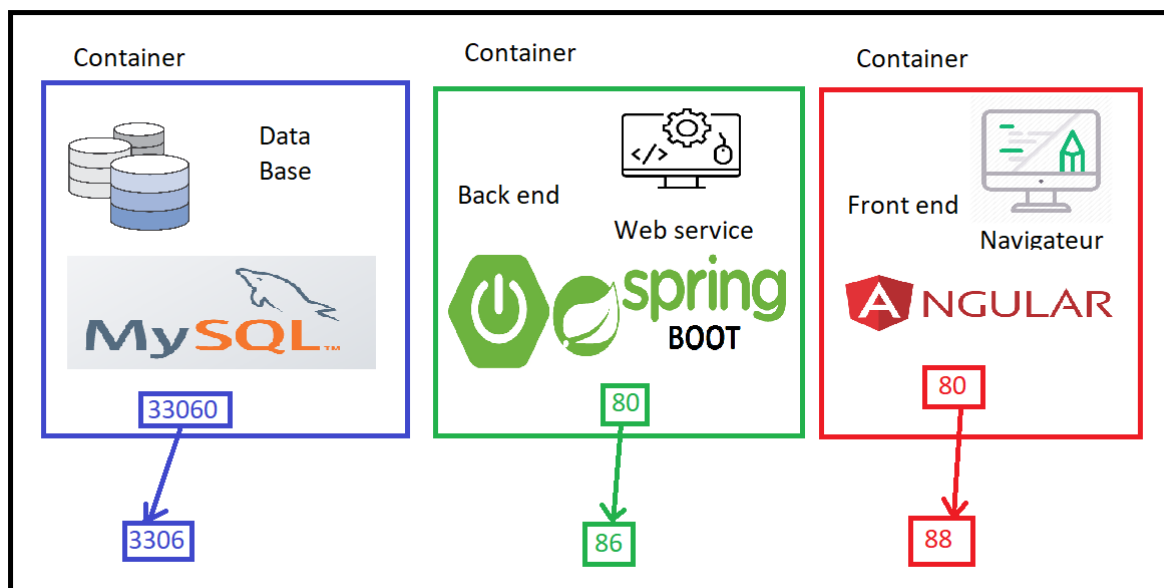 Container
Data
Base
MySQL™
33060
3306
Container
Back end
</>
Web service
spring
BOOT
80
86
Container
Front end
Navigateur
ANGULAR
80
88